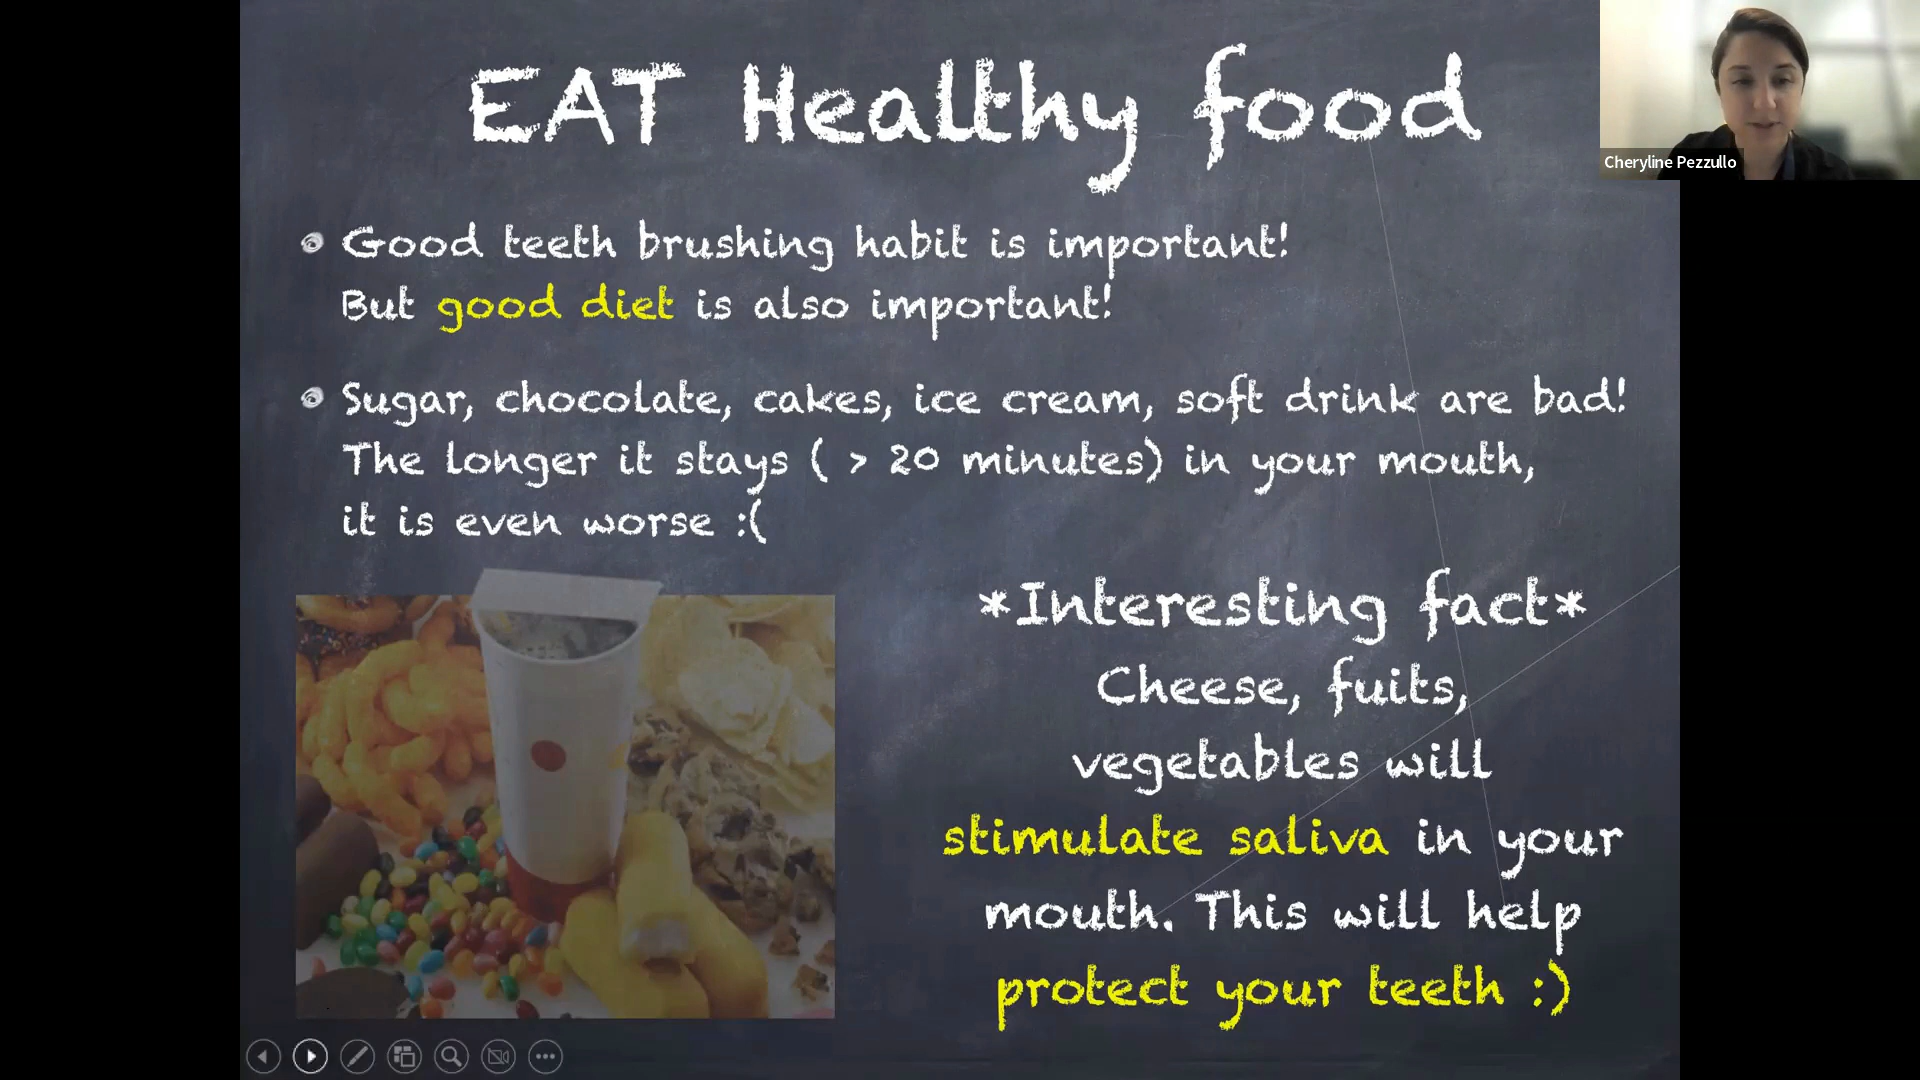 EAT Healthy food
Good teeth brushing habit is important!
But good diet is also important!
Sugar, chocolate, cakes, ice cream, soft drink are bad!
The longer it stays ( > 20 minutes) in your mouth,
it is even worse :(
*Interesting fact*
Cheese, fuits,
vegetables will
stimulate saliva in your
mouth. This will help
protect your teeth :)
Cheryline Pezzullo